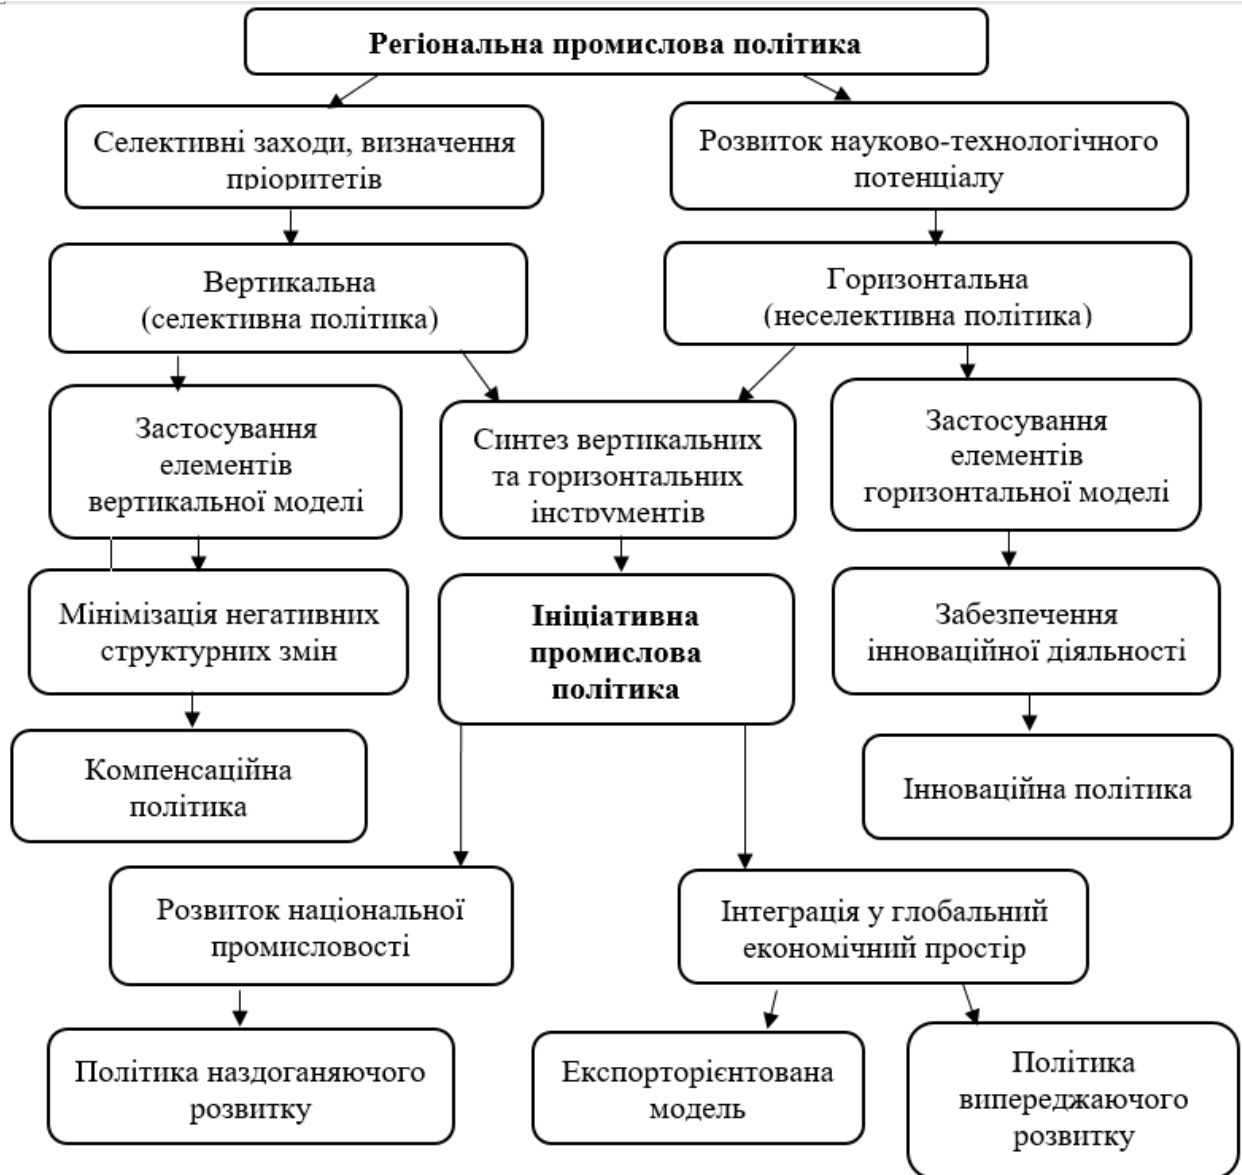 Регіональна промислова політика
Селективні заходи, визначення
пріоритетів
Розвиток науково-технологічного
потенціалу
Вертикальна
(селективна політика)
Горизонтальна
(неселективна політика)
Застосування
елементів
вертикальної моделі
Синтез вертикальних
та горизонтальних
інструментів
Застосування
елементів
горизонтальної моделі
Мінімізація негативних
структурних змін
Ініціативна
промислова
політика
Забезпечення
інноваційної діяльності
Компенсаційна
політика
Інноваційна політика
Розвиток національної
промисловості
Інтеграція у глобальний
економічний простір
Політика наздоганяючого
розвитку
Експорторієнтована
модель
Політика
випереджаючого
розвитку